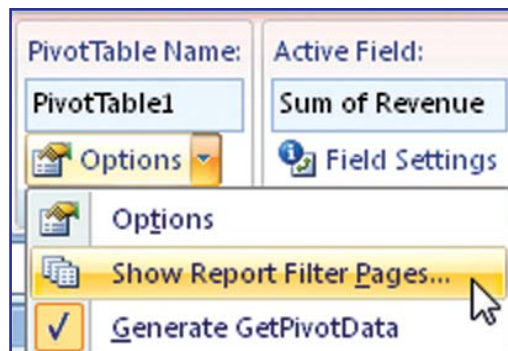 PivotTable Name:
Active Field:
PivotTable1
Sum of Revenue
Options
Field Settings
Options
Show Report Filter Pages...
Generate GetPivotData